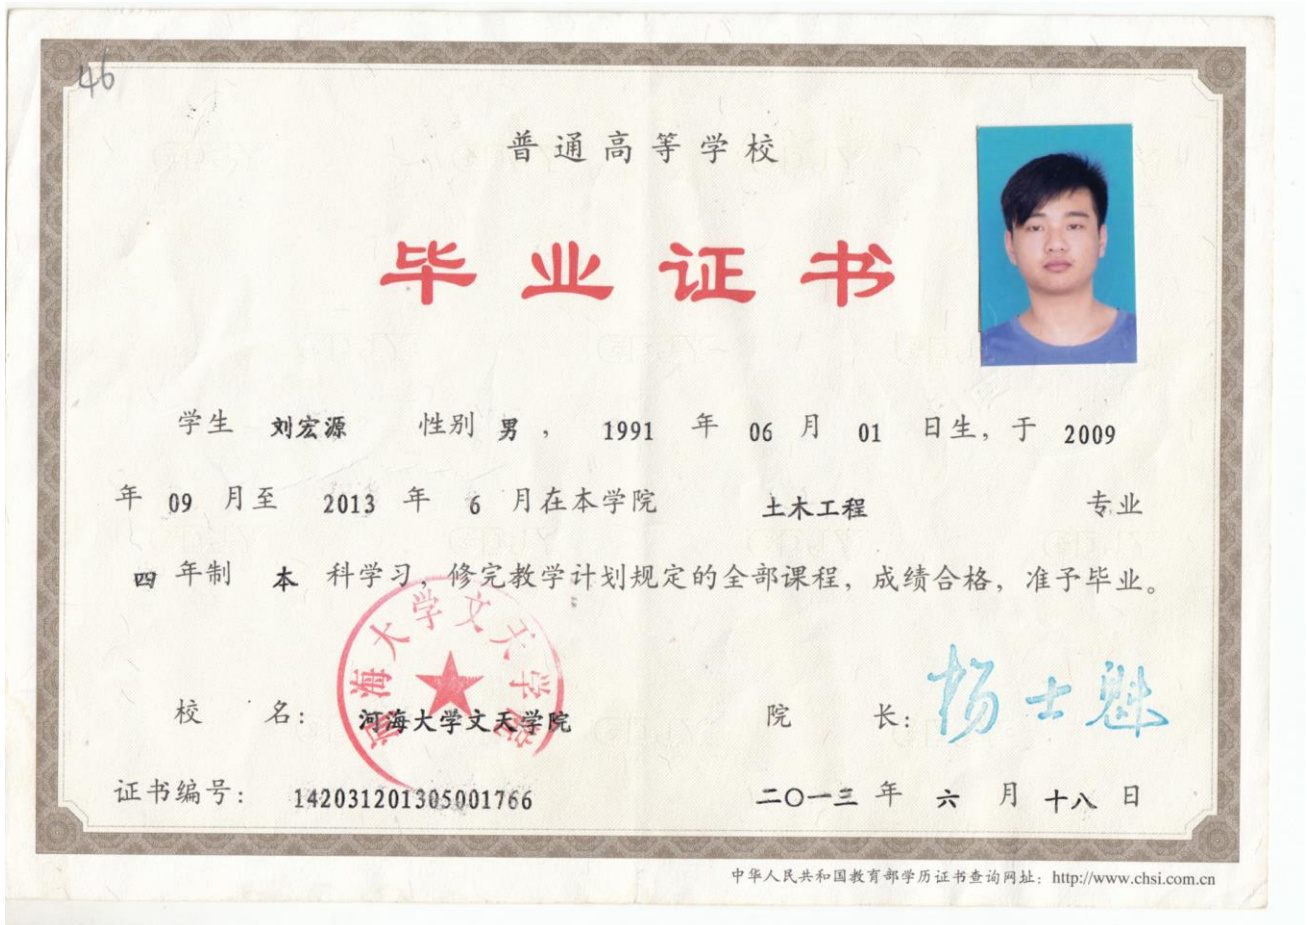 46
普通高等学校
毕业证书
学生 刘宏源 性别 男 ， 1991 年 06 月 01 日生，于 2009
年 09 月至 2013 年 6 月在本学院 土木工程 专业
四 年制 本 科学习，修完教学计划规定的全部课程，成绩合格，准予毕业。
河海大学文天学院
校 名： 河海大学文天学院 院 长：杨士魁
证书编号： 142031201305001766 二〇一三 年 六 月 十八 日
中华人民共和国教育部学历证书查询网址：http://www.chsi.com.cn